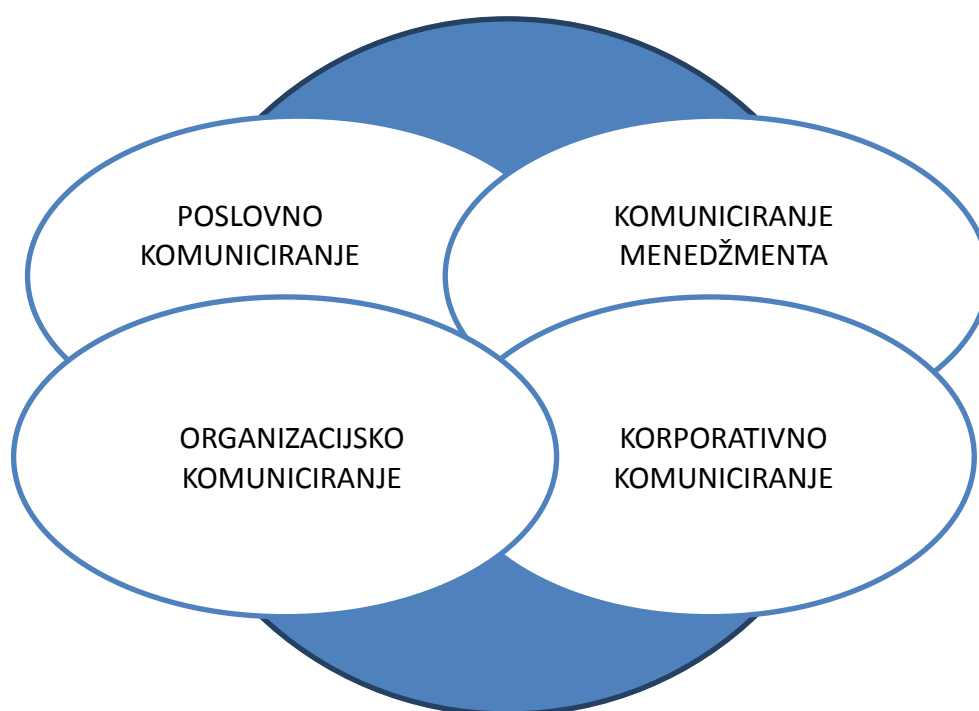 POSLOVNO
KOMUNICIRANJE
KOMUNICIRANJE
MENEDŽMENTA
ORGANIZACIJSKO
KOMUNICIRANJE
KORPORATIVNO
KOMUNICIRANJE